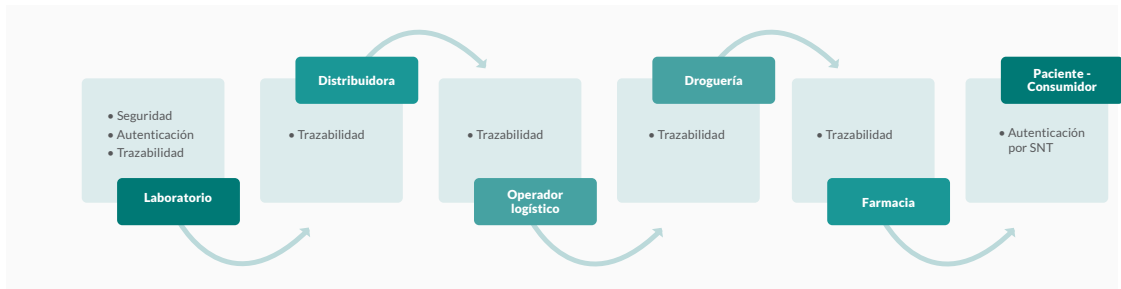 • Seguridad
• Autenticación
• Trazabilidad
Laboratorio
Distribuidora
• Trazabilidad
• Trazabilidad
Operador
logístico
Droguería
• Trazabilidad
• Trazabilidad
Farmacia
Paciente -
Consumidor
• Autenticación
por SNT